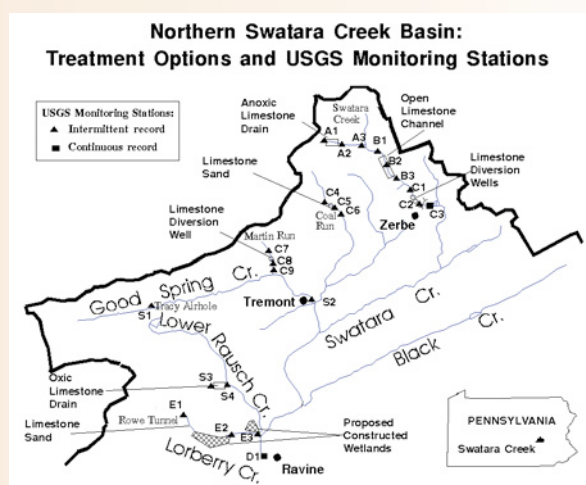 Northern Swatara Creek Basin:
Treatment Options and USGS Monitoring Stations
USGS Monitoring Stations:
▲ Intermittent record
■ Continuous record
Anoxic
Limestone
Drain
Swatara
Creek
Open
Limestone
Channel
A1
A2
A3
B1
B2
B3
Limestone
Diversion
Wells
C1
C2
C3
Zerbe
Limestone
Sand
C4
C5
C6
Coal
Run
Limestone
Diversion
Well
Martin Run
C7
C8
C9
Good Spring Cr.
Tracy Airhole
S1
Tremont
S2
Swatara Cr.
Black Cr.
Lower Rausch Cr.
Oxic
Limestone
Drain
S3
S4
Limestone
Sand
E1
Rowe Tunnel
E2
E3
Proposed
Constructed
Wetlands
Lorberry Cr.
D1
Ravine
PENNSYLVANIA
Swatara Creek